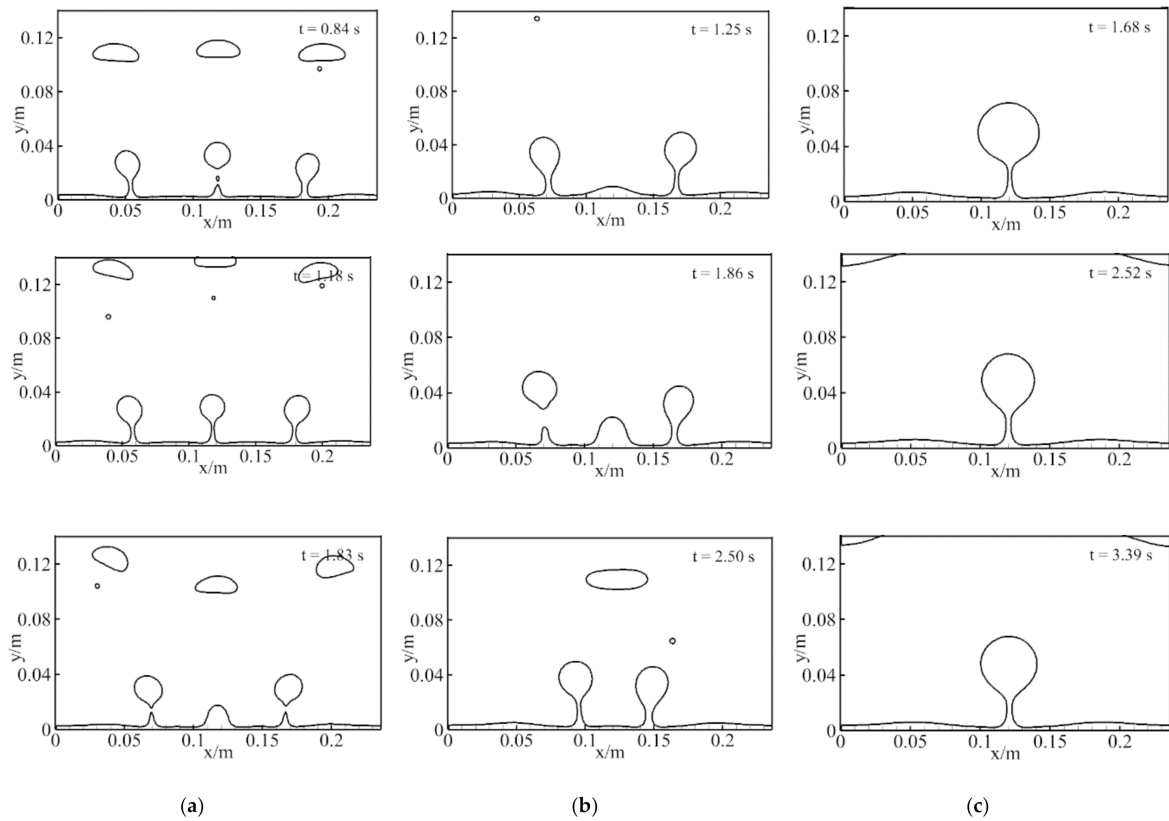 t = 0.84 s
0.12
0.08
0.04
0
y/m
0 0.05 0.1 0.15 0.2
x/m
t = 1.25 s
0.12
0.08
0.04
0
y/m
0 0.05 0.1 0.15 0.2
x/m
t = 1.68 s
0.12
0.08
0.04
0
y/m
0 0.05 0.1 0.15 0.2
x/m
t = 1.18 s
0.12
0.08
0.04
0
y/m
0 0.05 0.1 0.15 0.2
x/m
t = 1.86 s
0.12
0.08
0.04
0
y/m
0 0.05 0.1 0.15 0.2
x/m
t = 2.52 s
0.12
0.08
0.04
0
y/m
0 0.05 0.1 0.15 0.2
x/m
t = 1.83 s
0.12
0.08
0.04
0
y/m
0 0.05 0.1 0.15 0.2
x/m
t = 2.50 s
0.12
0.08
0.04
0
y/m
0 0.05 0.1 0.15 0.2
x/m
t = 3.39 s
0.12
0.08
0.04
0
y/m
0 0.05 0.1 0.15 0.2
x/m
(a) (b) (c)